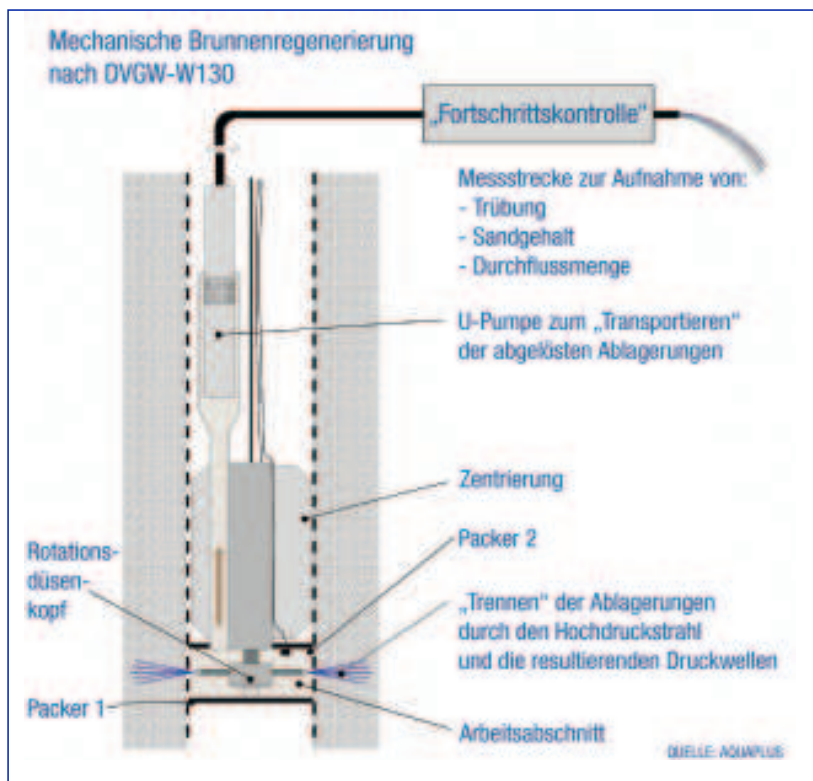 Mechanische Brunnenregenerierung
nach DVGW-W130
„Fortschrittskontrolle"
Messstrecke zur Aufnahme von:
- Trübung
- Sandgehalt
- Durchflussmenge
U-Pumpe zum „Transportieren"
der abgelösten Ablagerungen
Zentrierung
Packer 2
Rotations-
düsen-
kopf
„Trennen" der Ablagerungen
durch den Hochdruckstrahl
und die resultierenden Druckwellen
Packer 1
Arbeitsabschnitt
QUELLE: AQUAPLUS